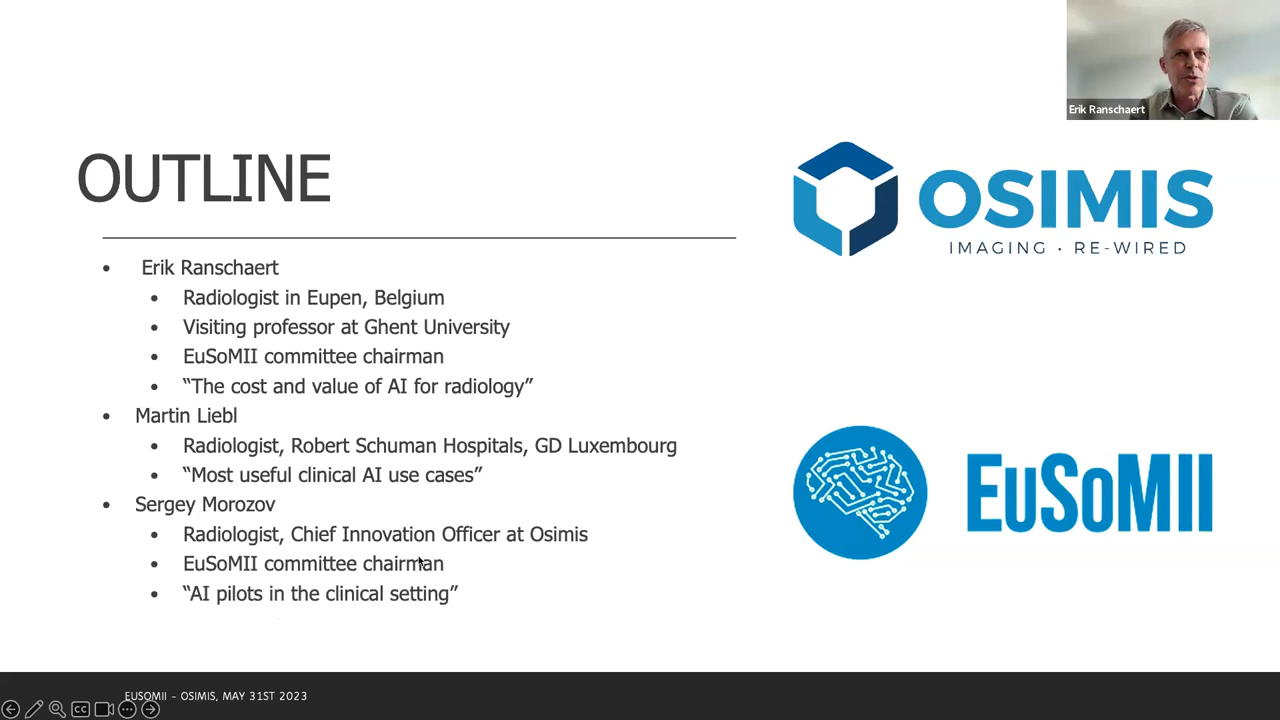 Erik Ranschaert
OUTLINE
OSIMIS
IMAGING · RE-WIRED
• Erik Ranschaert
• Radiologist in Eupen, Belgium
• Visiting professor at Ghent University
• EuSoMII committee chairman
• “The cost and value of AI for radiology”
• Martin Liebl
• Radiologist, Robert Schuman Hospitals, GD Luxembourg
• “Most useful clinical AI use cases”
• Sergey Morozov
• Radiologist, Chief Innovation Officer at Osimis
• EuSoMII committee chairman
• “AI pilots in the clinical setting”
EuSoMII
EUSOMII – OSIMIS, MAY 31ST 2023
CC